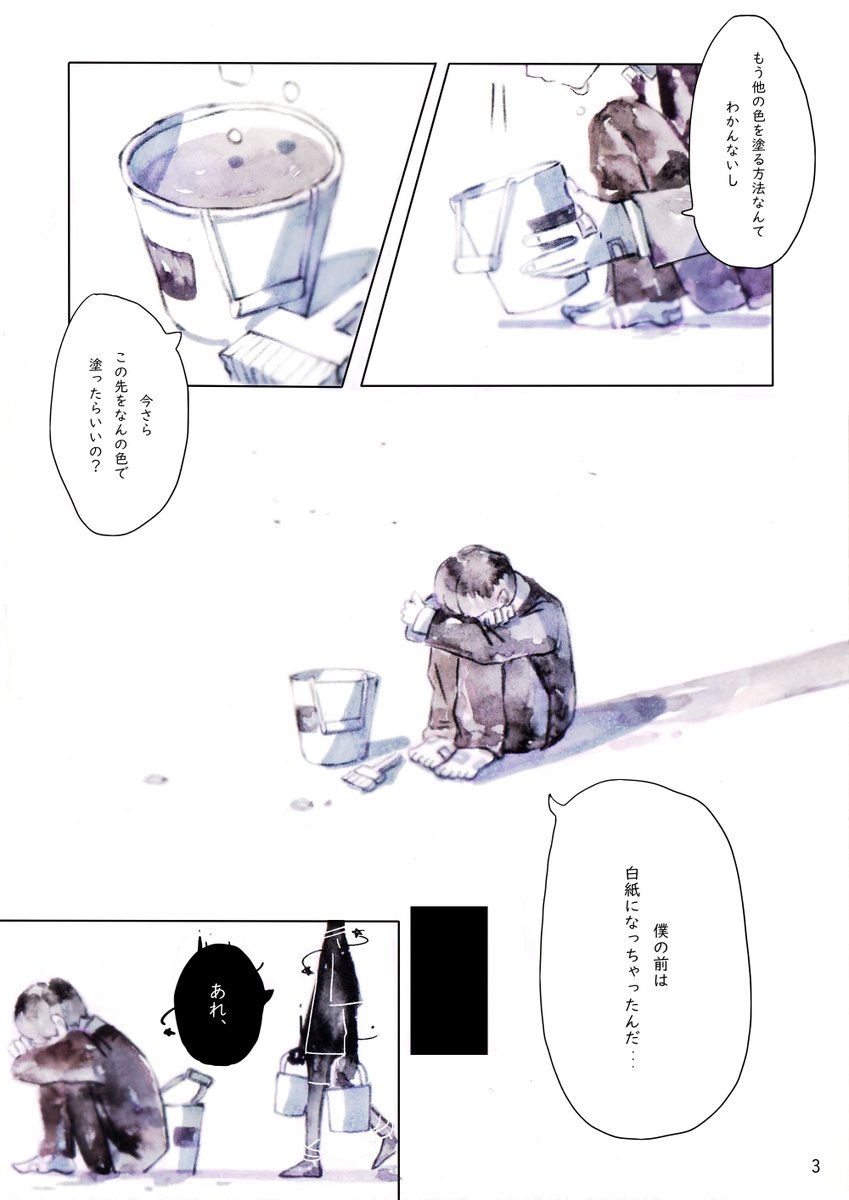 もう他の色を塗る方法なんて
わかんないし
今さら
この先をなんの色で
塗ったらいいの?
僕の前は
白紙になっちゃったんだ...
あれ、
3